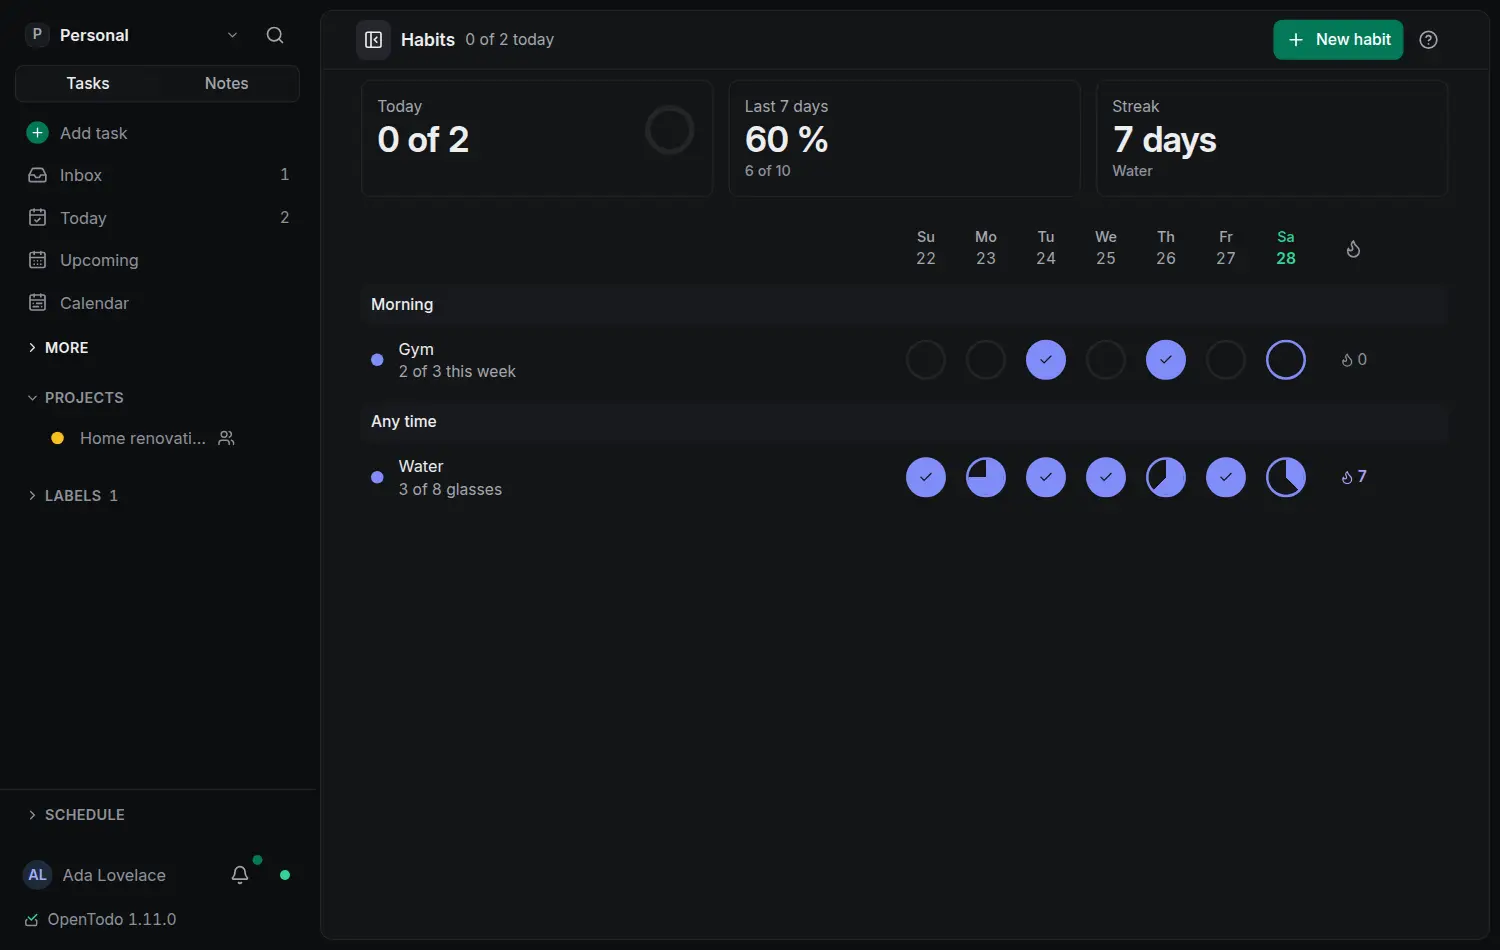 P Personal
Tasks Notes
Add task
Inbox 1
Today 2
Upcoming
Calendar
MORE
PROJECTS
Home renovati...
LABELS 1
SCHEDULE
AL Ada Lovelace
OpenTodo 1.11.0
Habits 0 of 2 today
New habit
Today
0 of 2
Last 7 days
60 %
6 of 10
Streak
7 days
Water
Su Mo Tu We Th Fr Sa
22 23 24 25 26 27 28
Morning
Gym
2 of 3 this week
0
Any time
Water
3 of 8 glasses
7